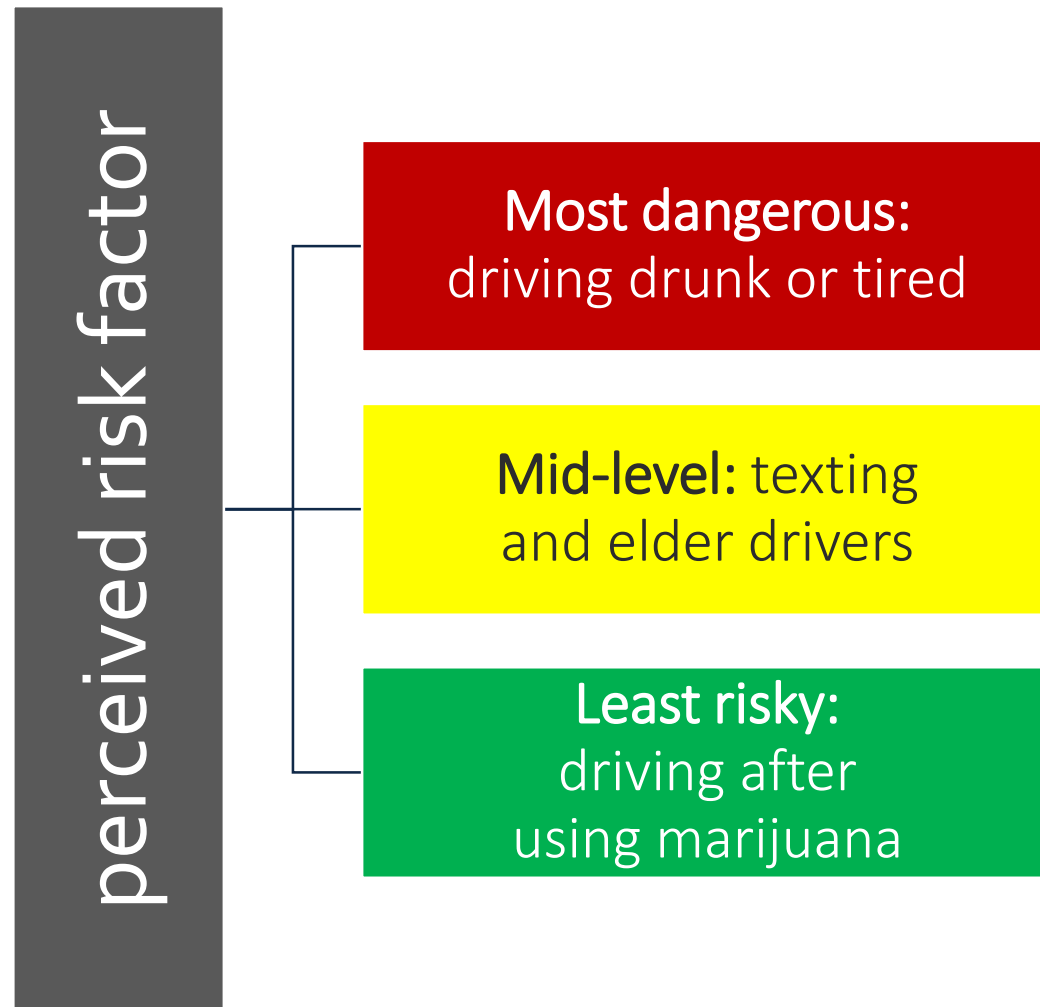 perceived risk factor
Most dangerous:
driving drunk or tired
Mid-level: texting
and elder drivers
Least risky:
driving after
using marijuana